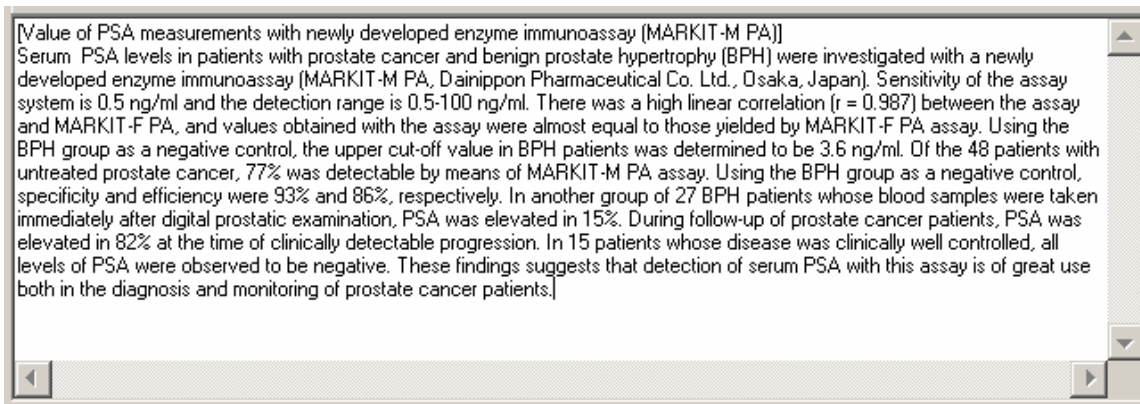 [Value of PSA measurements with newly developed enzyme immunoassay (MARKIT-M PA)]
Serum  PSA levels in patients with prostate cancer and benign prostate hypertrophy (BPH) were investigated with a newly
developed enzyme immunoassay (MARKIT-M PA, Dainippon Pharmaceutical Co. Ltd., Osaka, Japan). Sensitivity of the assay
system is 0.5 ng/ml and the detection range is 0.5-100 ng/ml. There was a high linear correlation (r = 0.987) between the assay
and MARKIT-F PA, and values obtained with the assay were almost equal to those yielded by MARKIT-F PA assay. Using the
BPH group as a negative control, the upper cut-off value in BPH patients was determined to be 3.6 ng/ml. Of the 48 patients with
untreated prostate cancer, 77% was detectable by means of MARKIT-M PA assay. Using the BPH group as a negative control,
specificity and efficiency were 93% and 86%, respectively. In another group of 27 BPH patients whose blood samples were taken
immediately after digital prostatic examination, PSA was elevated in 15%. During follow-up of prostate cancer patients, PSA was
elevated in 82% at the time of clinically detectable progression. In 15 patients whose disease was clinically well controlled, all
levels of PSA were observed to be negative. These findings suggests that detection of serum PSA with this assay is of great use
both in the diagnosis and monitoring of prostate cancer patients.